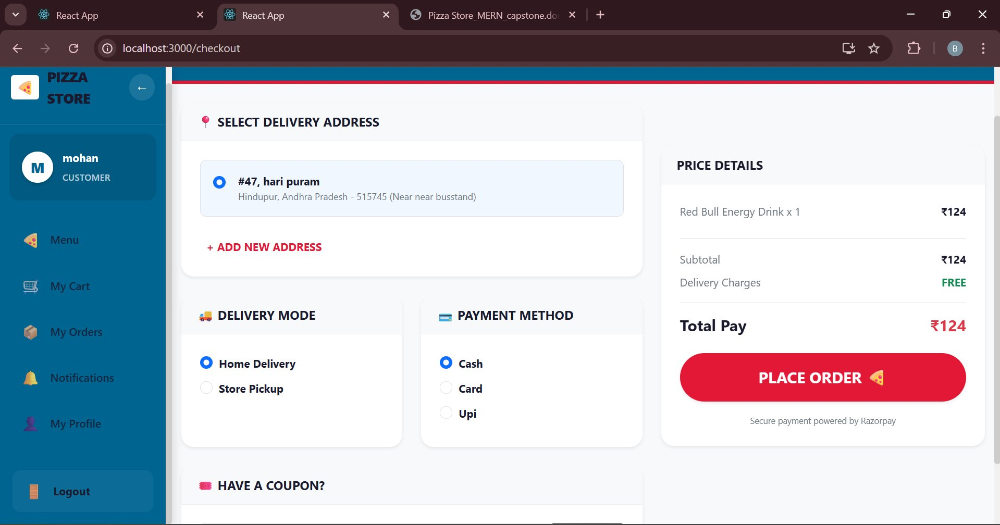 React App
React App
Pizza Store_MERN_capstone.do
localhost:3000/checkout
B
PIZZA
STORE
←
M
mohan
CUSTOMER
Menu
My Cart
My Orders
Notifications
My Profile
Logout
SELECT DELIVERY ADDRESS
#47, hari puram
Hindupur, Andhra Pradesh - 515745 (Near near busstand)
+ ADD NEW ADDRESS
DELIVERY MODE
Home Delivery
Store Pickup
PAYMENT METHOD
Cash
Card
Upi
HAVE A COUPON?
PRICE DETAILS
Red Bull Energy Drink x 1 ₹124
Subtotal ₹124
Delivery Charges FREE
Total Pay ₹124
PLACE ORDER
Secure payment powered by Razorpay